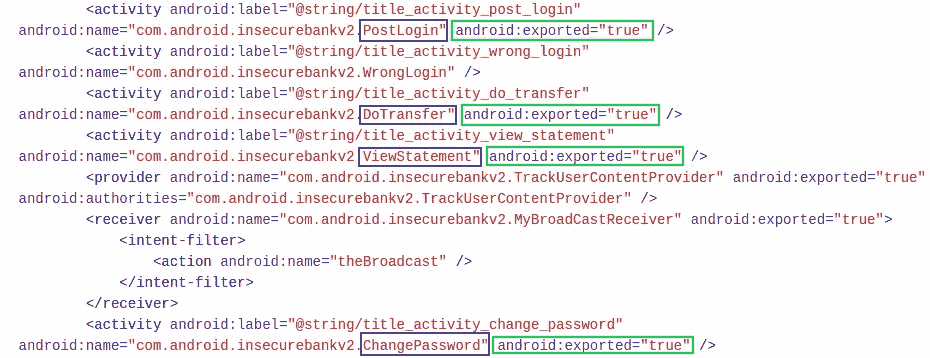 <activity android:label="@string/title_activity_post_login"
android:name="com.android.insecurebankv2.PostLogin" android:exported="true" />
<activity android:label="@string/title_activity_wrong_login"
android:name="com.android.insecurebankv2.WrongLogin" />
<activity android:label="@string/title_activity_do_transfer"
android:name="com.android.insecurebankv2.DoTransfer" android:exported="true" />
<activity android:label="@string/title_activity_view_statement"
android:name="com.android.insecurebankv2.ViewStatement" android:exported="true" />
<provider android:name="com.android.insecurebankv2.TrackUserContentProvider" android:exported="true"
android:authorities="com.android.insecurebankv2.TrackUserContentProvider" />
<receiver android:name="com.android.insecurebankv2.MyBroadCastReceiver" android:exported="true">
<intent-filter>
<action android:name="theBroadcast" />
</intent-filter>
</receiver>
<activity android:label="@string/title_activity_change_password"
android:name="com.android.insecurebankv2.ChangePassword" android:exported="true" />